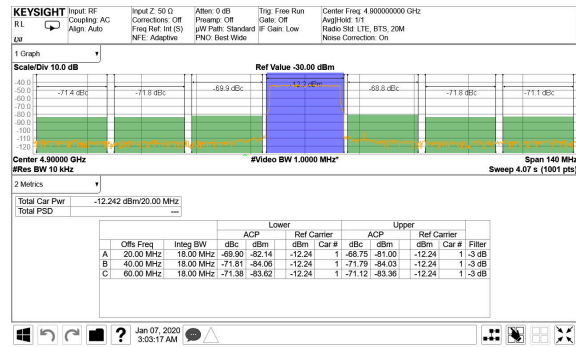 KEYSIGHT Input: RF Input Z: 50 Ω Atten: 0 dB Trig: Free Run Center Freq: 4.900000000 GHz
R L Coupling: AC Corrections: Off Preamp: Off Gate: Off Avg|Hold: 1/1
Align: Auto Freq Ref: Int (S) µW Path: Standard IF Gain: Low Radio Std: LTE, BTS, 20M
LXI NFE: Adaptive PNO: Best Wide Noise Correction: On
1 Graph
Scale/Div 10.0 dB Ref Value -30.00 dBm
-40.0
-50.0
-60.0
-70.0
-80.0
-90.0
-100
-110
-120
-71.4 dBc -71.8 dBc -69.9 dBc -68.8 dBc -71.8 dBc -71.1 dBc
Center 4.90000 GHz #Video BW 1.0000 MHz* Span 140 MHz
#Res BW 10 kHz Sweep 4.07 s (1001 pts)
2 Metrics
Total Car Pwr -12.242 dBm/20.00 MHz
Total PSD ---
Lower Upper
ACP Ref Carrier ACP Ref Carrier
Offs Freq Integ BW dBc dBm dBm Car # dBc dBm dBm Car # Filter
A 20.00 MHz 18.00 MHz -69.90 -82.14 -12.24 1 -68.75 -81.00 -12.24 1 -3 dB
B 40.00 MHz 18.00 MHz -71.81 -84.06 -12.24 1 -71.79 -84.03 -12.24 1 -3 dB
C 60.00 MHz 18.00 MHz -71.38 -83.62 -12.24 1 -71.12 -83.36 -12.24 1 -3 dB
? Jan 07, 2020
3:03:17 AM